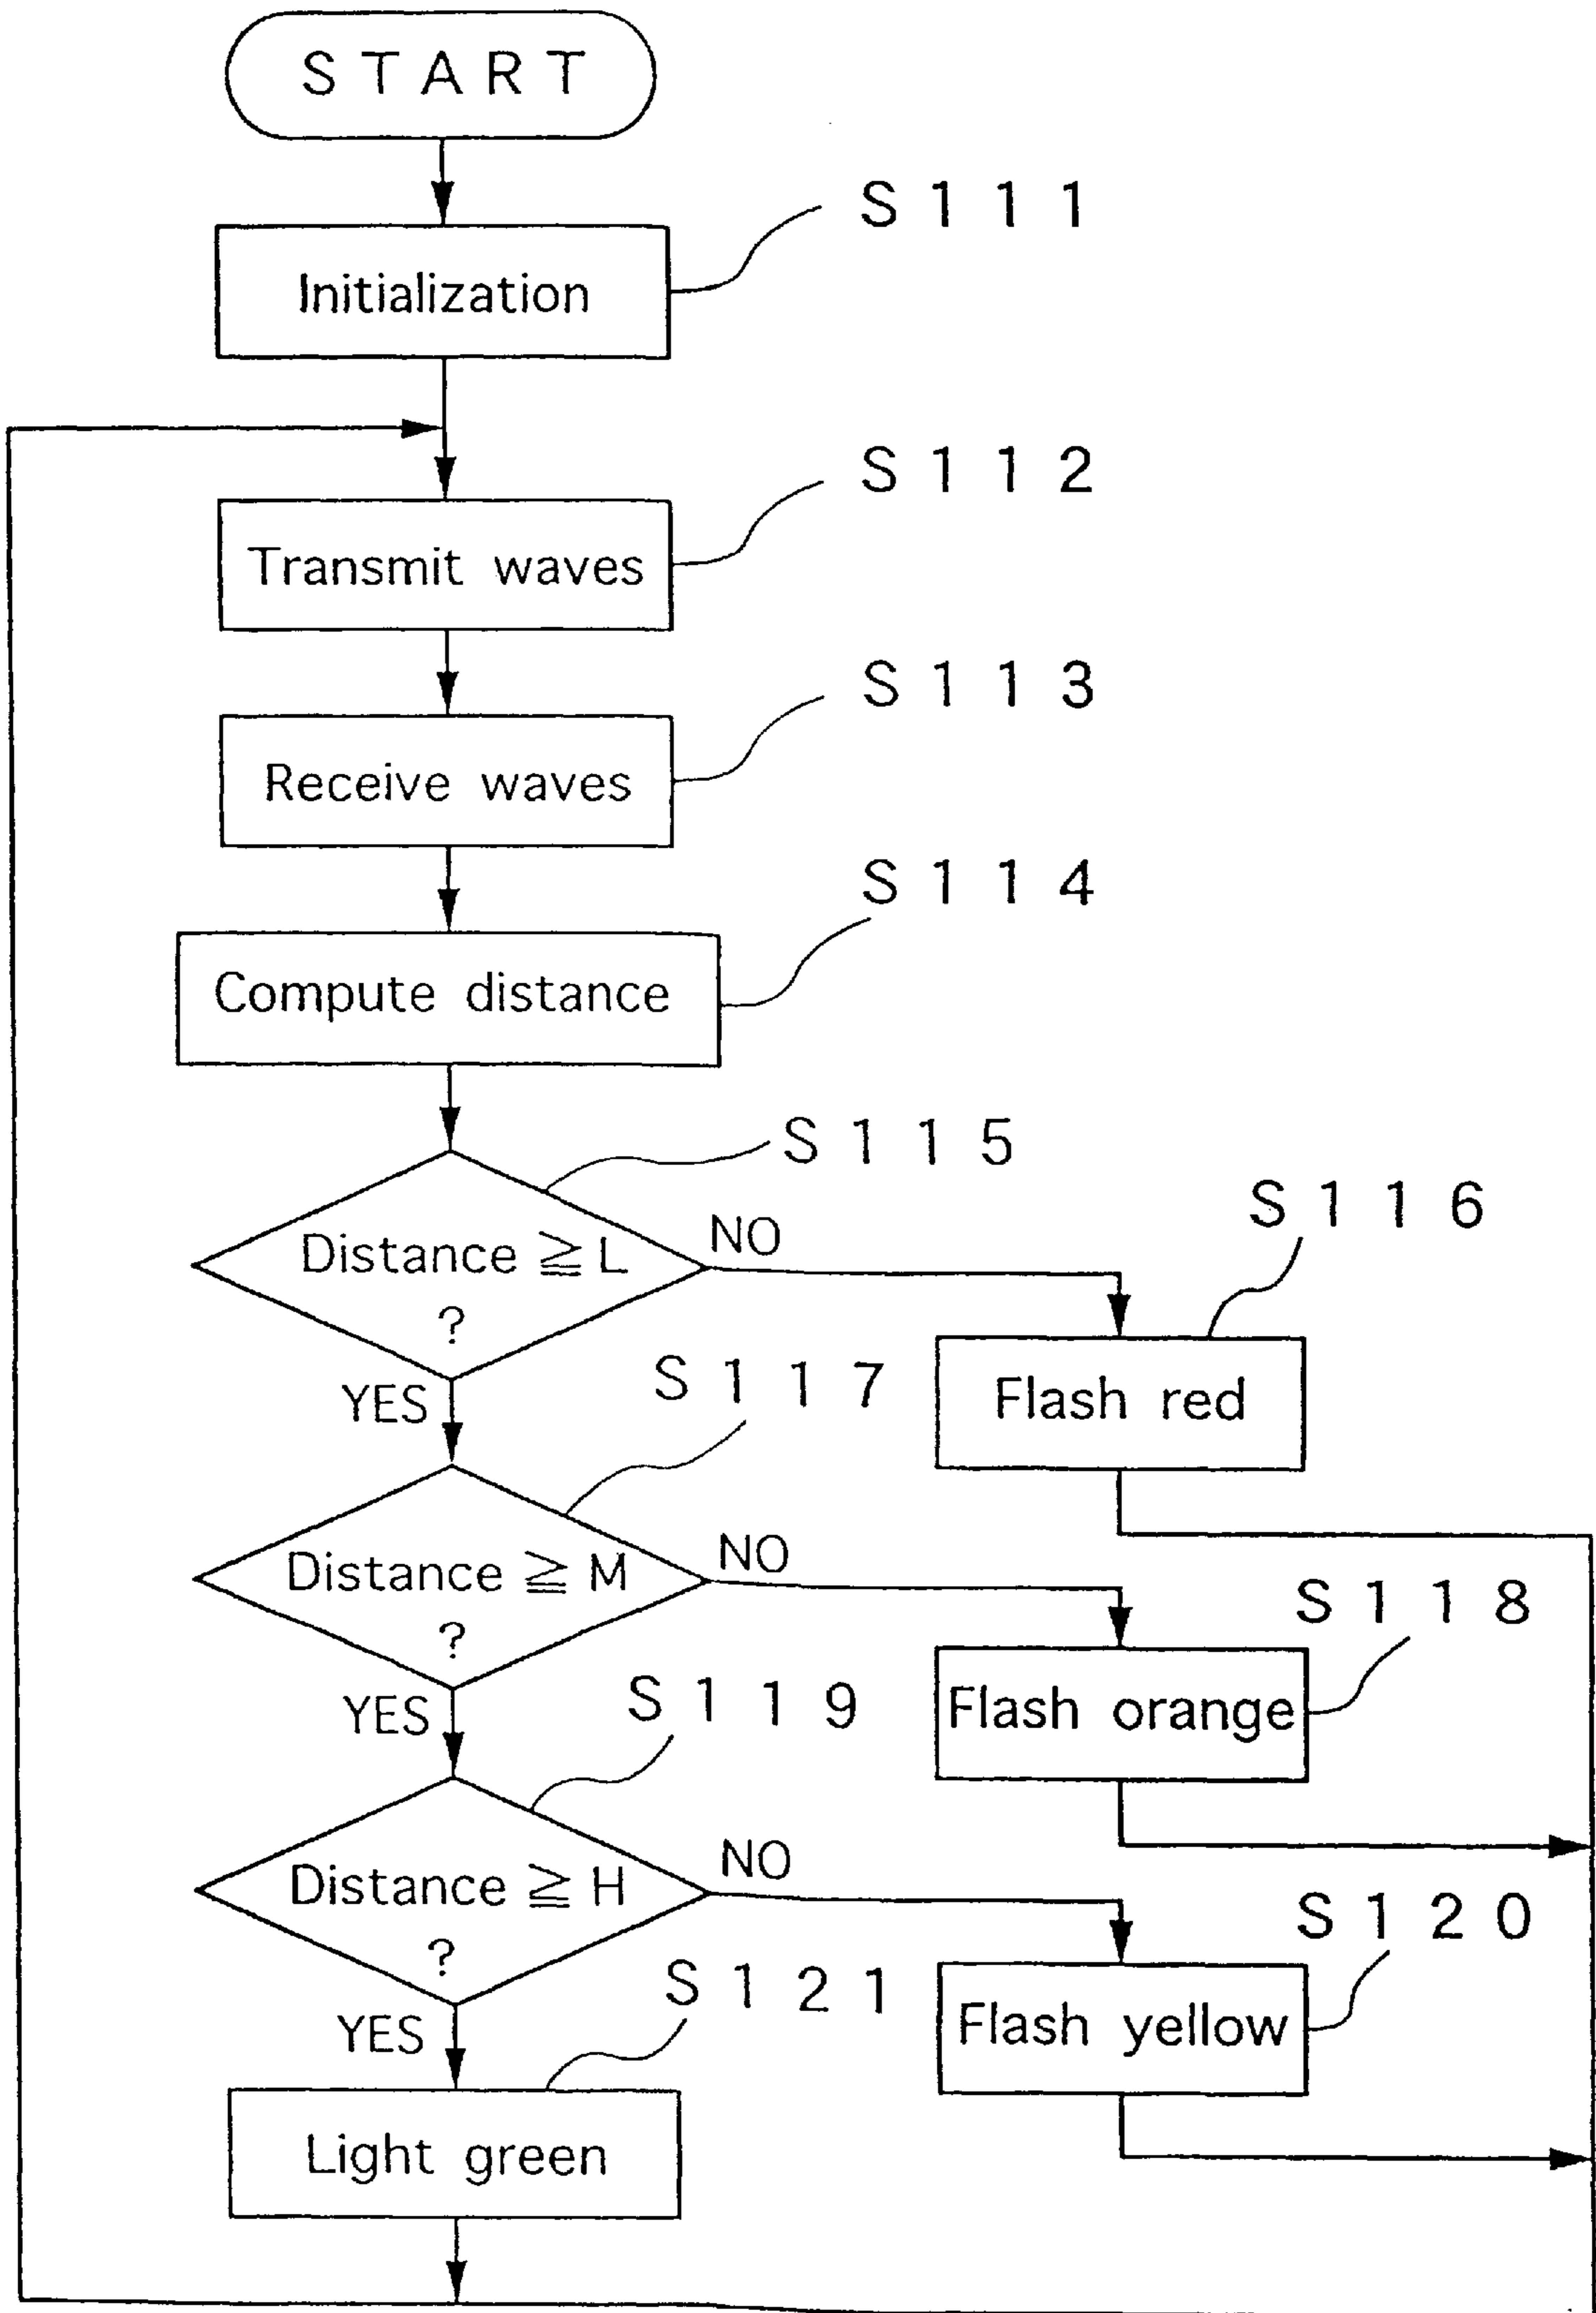 START
S111
Initialization
S112
Transmit waves
S113
Receive waves
S114
Compute distance
S115
Distance ≧ L
?
NO
S116
Flash red
YES
S117
Distance ≧ M
?
NO
S118
Flash orange
YES
S119
Distance ≧ H
?
NO
S120
Flash yellow
YES
S121
Light green